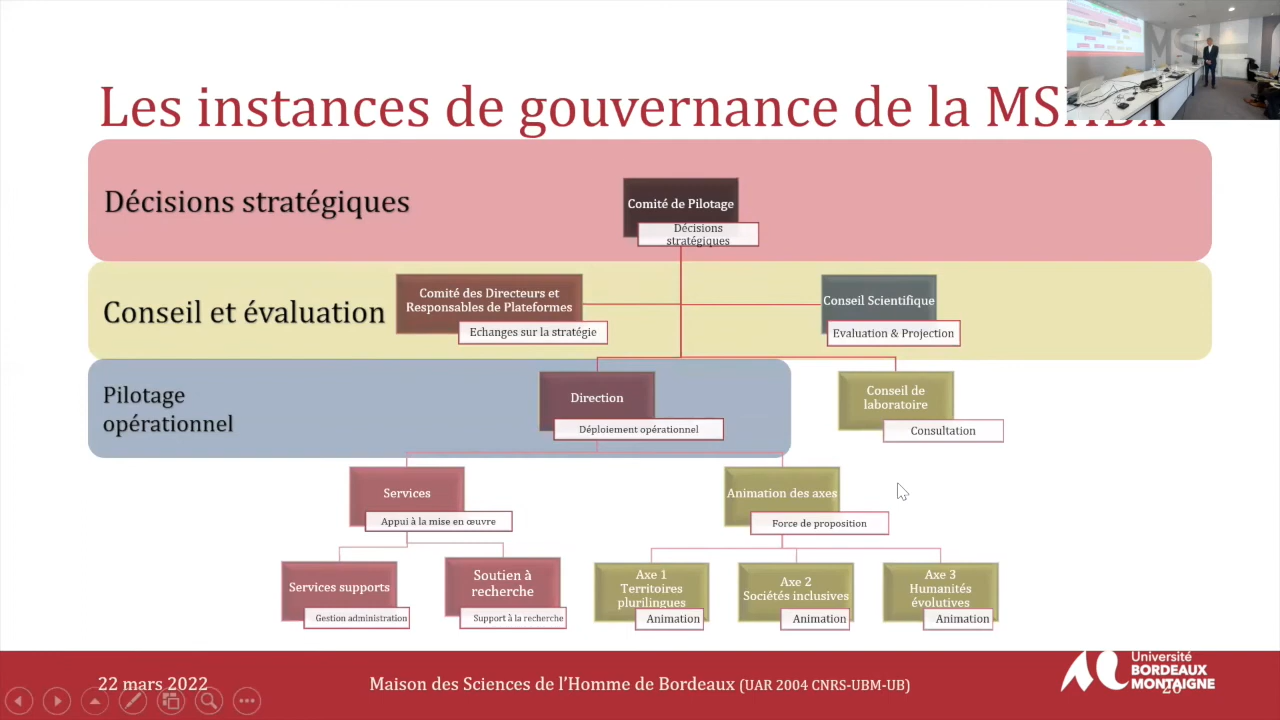 Les instances de gouvernance de la
Décisions stratégiques
Comité de Pilotage
Décisions
stratégiques
Conseil et évaluation
Comité des Directeurs et
Responsables de Plateformes
Echanges sur la stratégie
Conseil Scientifique
Evaluation & Projection
Pilotage
opérationnel
Direction
Déploiement opérationnel
Conseil de
laboratoire
Consultation
Services
Appui à la mise en œuvre
Animation des axes
Force de proposition
Services supports
Gestion administration
Soutien à
recherche
Support à la recherche
Axe 1
Territoires
plurilingues
Animation
Axe 2
Sociétés inclusives
Animation
Axe 3
Humanités
évolutives
Animation
22 mars 2022
Maison des Sciences de l’Homme de Bordeaux (UAR 2004 CNRS-UBM-UB)
Université
BORDEAUX
MONTAIGNE